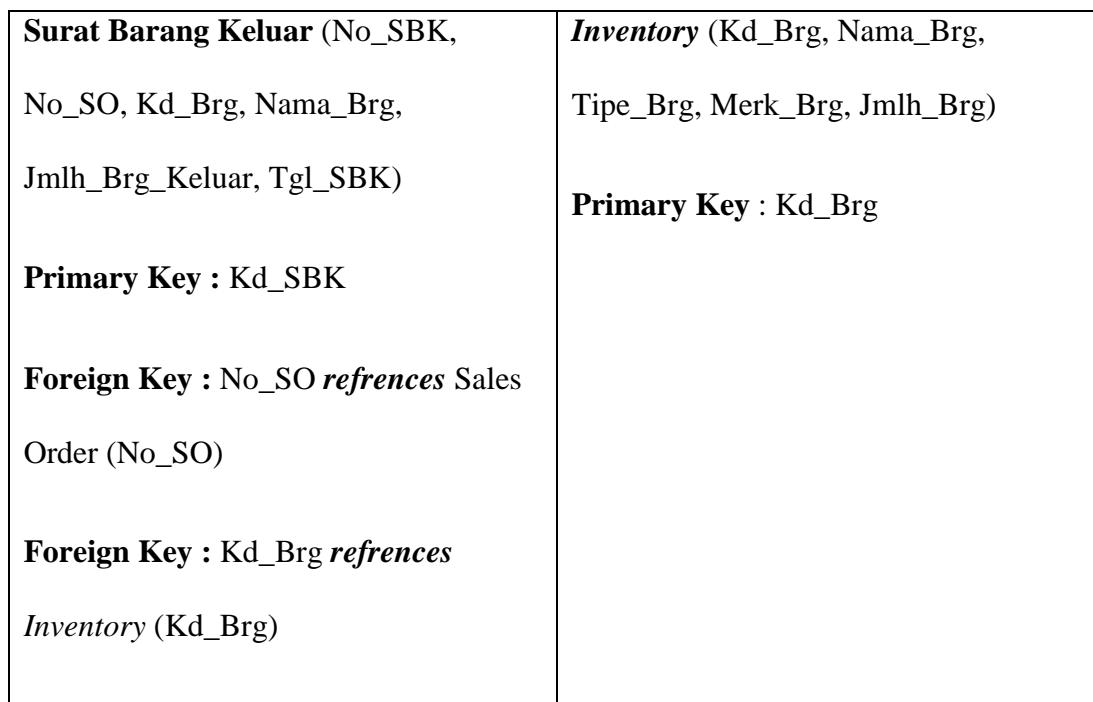 Surat Barang Keluar (No_SBK,
No_SO, Kd_Brg, Nama_Brg,
Jmlh_Brg_Keluar, Tgl_SBK)
Primary Key : Kd_SBK
Foreign Key : No_SO refrences Sales
Order (No_SO)
Foreign Key : Kd_Brg refrences
Inventory (Kd_Brg)
Inventory (Kd_Brg, Nama_Brg,
Tipe_Brg, Merk_Brg, Jmlh_Brg)
Primary Key : Kd_Brg